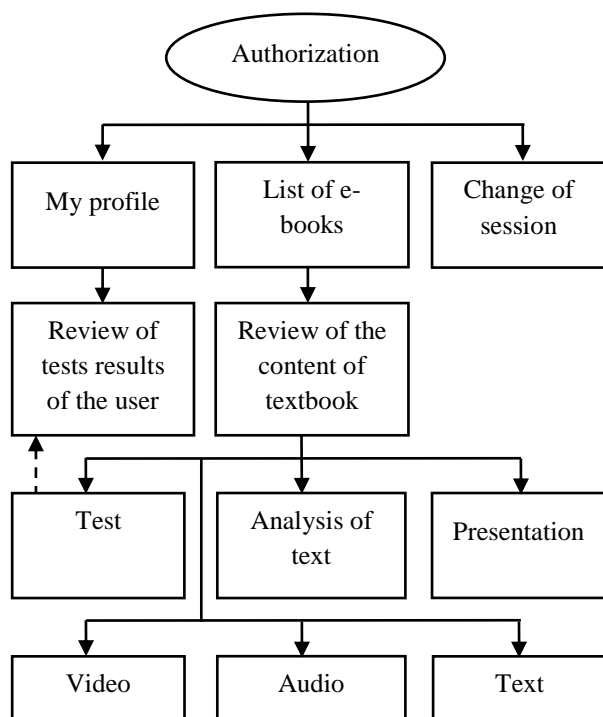 Authorization
My profile
List of e-
books
Change of
session
Review of
tests results
of the user
Review of the
content of
textbook
Test
Analysis of
text
Presentation
Video
Audio
Text